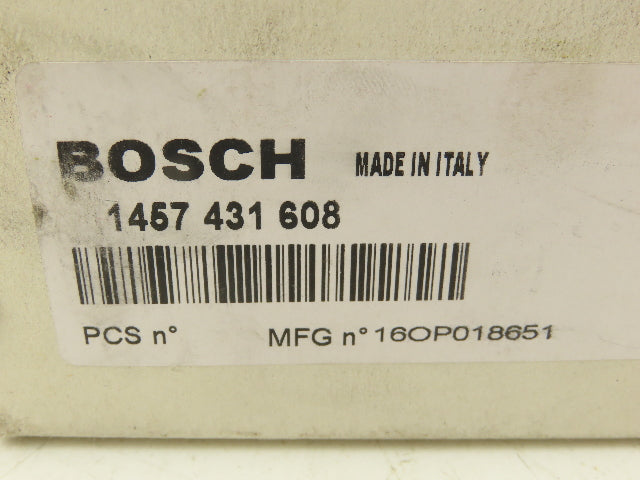 BOSCH MADE IN ITALY
1457 431 608
PCS n° MFG n° 16OP018651